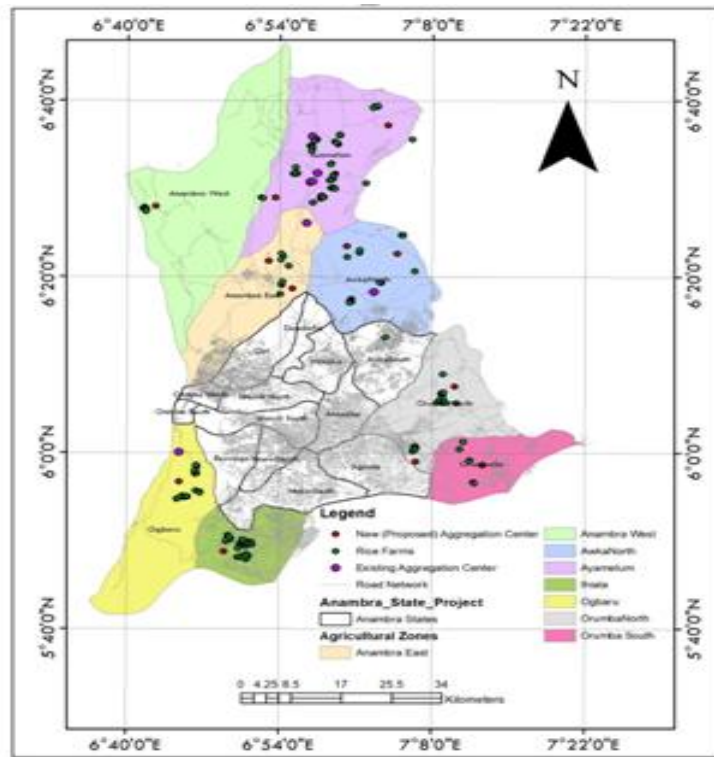 6°40'0"E 6°54'0"E 7°8'0"E 7°22'0"E
N
6°40'0"N 6°40'0"N
Anambra West
6°20'0"N 6°20'0"N
AwkaNorth
Anambra East
6°0'0"N 6°0'0"N
Ogbaru
Legend
New (Proposed) Aggregation Center
Rice Farms
Existing Aggregation Center
Road Network
Anambra_State_Project
Anambra States
Agricultural Zones
Anambra East
Anambra West
AwkaNorth
Ayamelum
Ihiala
Ogbaru
OrumbaNorth
Orumba South
5°40'0"N 5°40'0"N
0 4.25 8.5 17 25.5 34
Kilometers
6°40'0"E 6°54'0"E 7°8'0"E 7°22'0"E